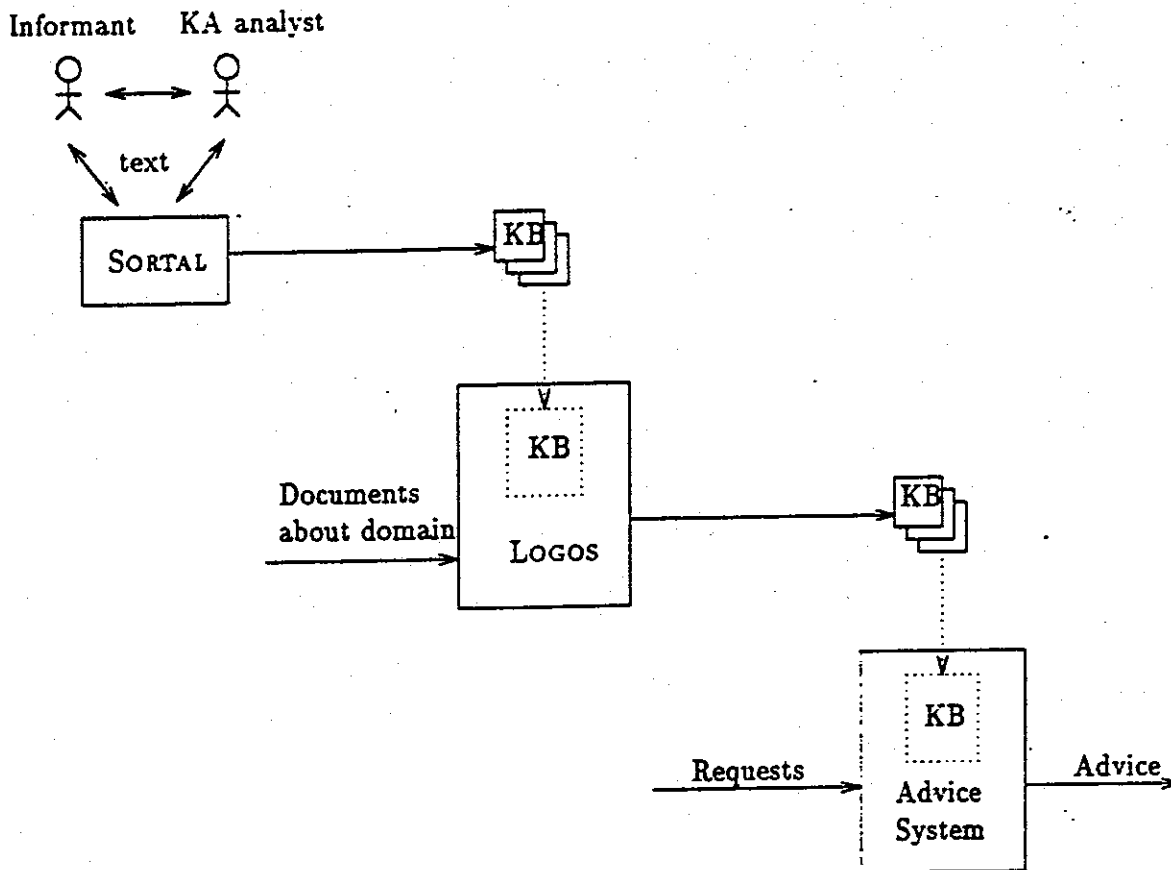 Informant
KA analyst
text
SORTAL
KB
KB
Documents
about domain
LOGOS
KB
KB
Requests
Advice
Advice
System